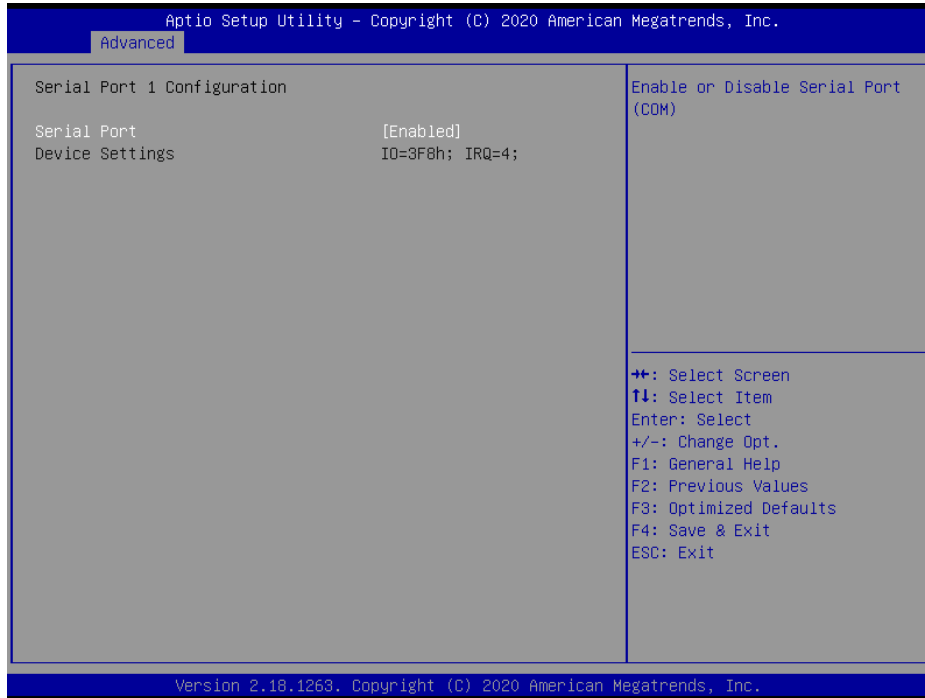 Aptio Setup Utility – Copyright (C) 2020 American Megatrends, Inc.
Advanced
Serial Port 1 Configuration
Serial Port [Enabled]
Device Settings IO=3F8h; IRQ=4;
Enable or Disable Serial Port
(COM)
→←: Select Screen
↑↓: Select Item
Enter: Select
+/-: Change Opt.
F1: General Help
F2: Previous Values
F3: Optimized Defaults
F4: Save & Exit
ESC: Exit
Version 2.18.1263. Copyright (C) 2020 American Megatrends, Inc.